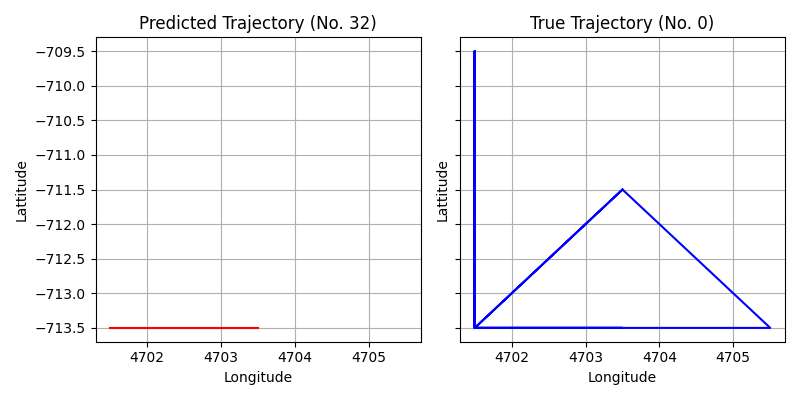 Predicted Trajectory (No. 32)
−709.5
−710.0
−710.5
−711.0
−711.5
−712.0
−712.5
−713.0
−713.5
Lattitude
4702 4703 4704 4705
Longitude
True Trajectory (No. 0)
Lattitude
4702 4703 4704 4705
Longitude